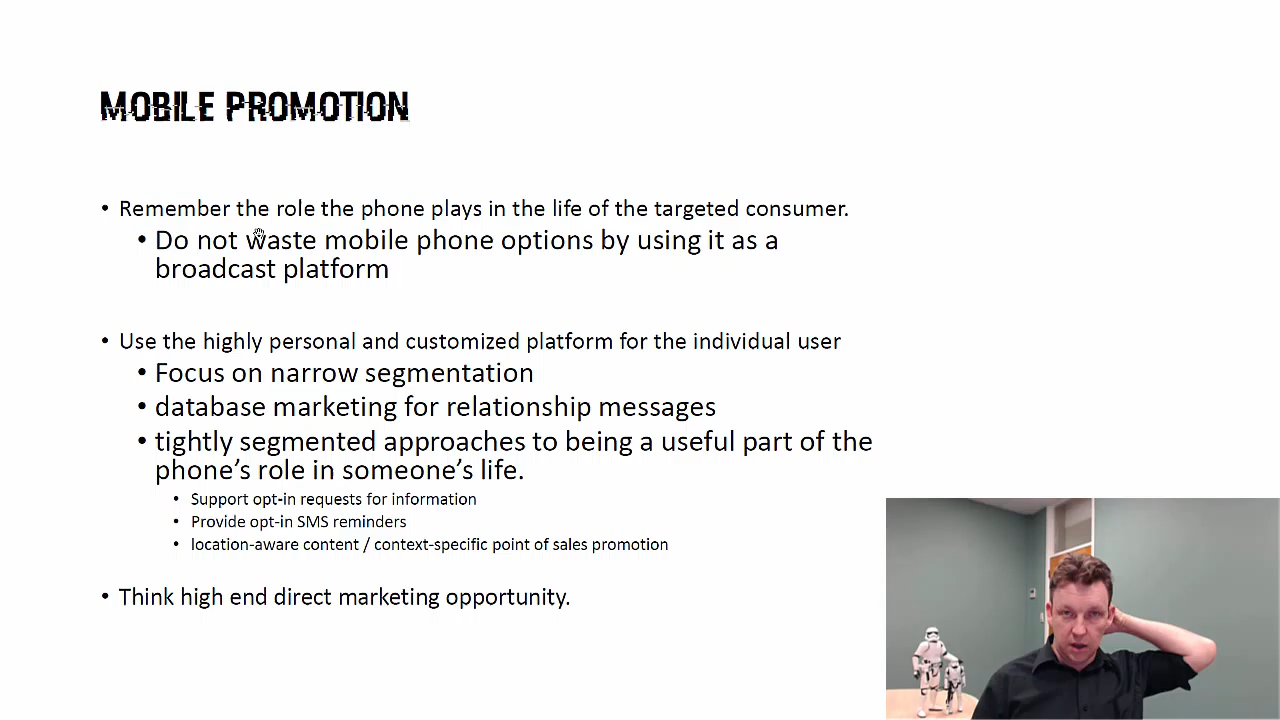 MOBILE PROMOTION
• Remember the role the phone plays in the life of the targeted consumer.
• Do not waste mobile phone options by using it as a
broadcast platform
• Use the highly personal and customized platform for the individual user
• Focus on narrow segmentation
• database marketing for relationship messages
• tightly segmented approaches to being a useful part of the
phone’s role in someone’s life.
• Support opt-in requests for information
• Provide opt-in SMS reminders
• location-aware content / context-specific point of sales promotion
• Think high end direct marketing opportunity.